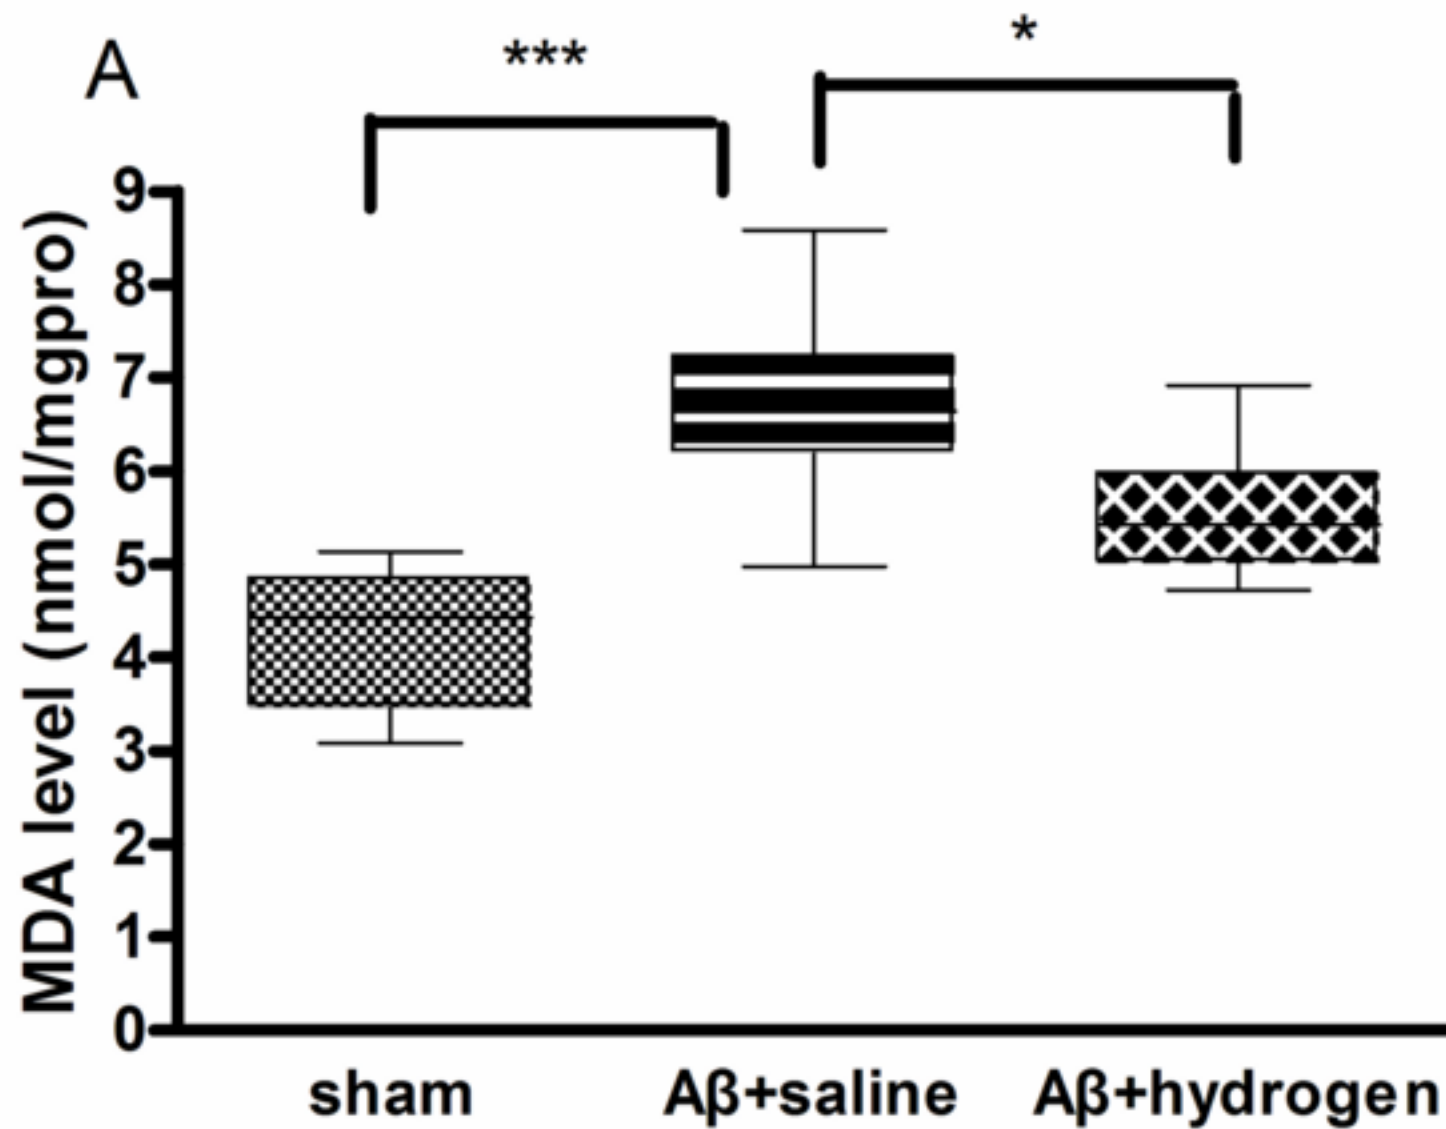 A
***
*
MDA level (nmol/mgpro)
9
8
7
6
5
4
3
2
1
0
sham
Aβ+saline
Aβ+hydrogen